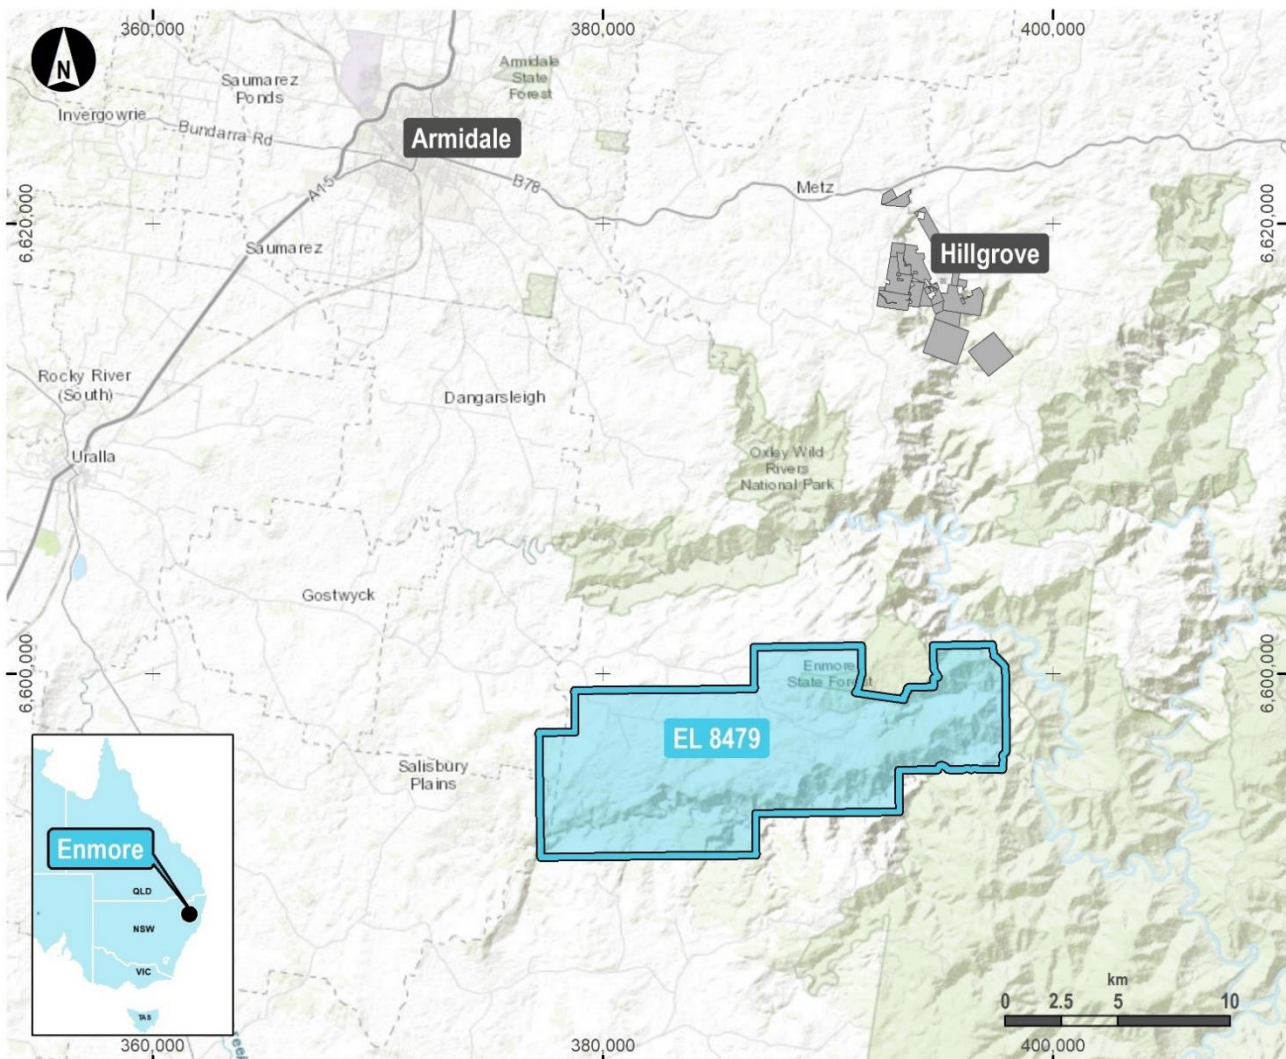 360,000
380,000
400,000
N
Armidale
State
Forest
Saumarez
Ponds
Invergowrie
Bundarra Rd
Armidale
B78
A15
Metz
6,620,000
6,620,000
Saumarez
Hillgrove
Rocky River
(South)
Dangarsleigh
Uralla
Oxley Wild
Rivers
National Park
Gostwyck
6,600,000
6,600,000
Enmore
State Forest
EL 8479
Salisbury
Plains
Enmore
QLD
NSW
VIC
TAS
km
0
2.5
5
10
360,000
380,000
400,000